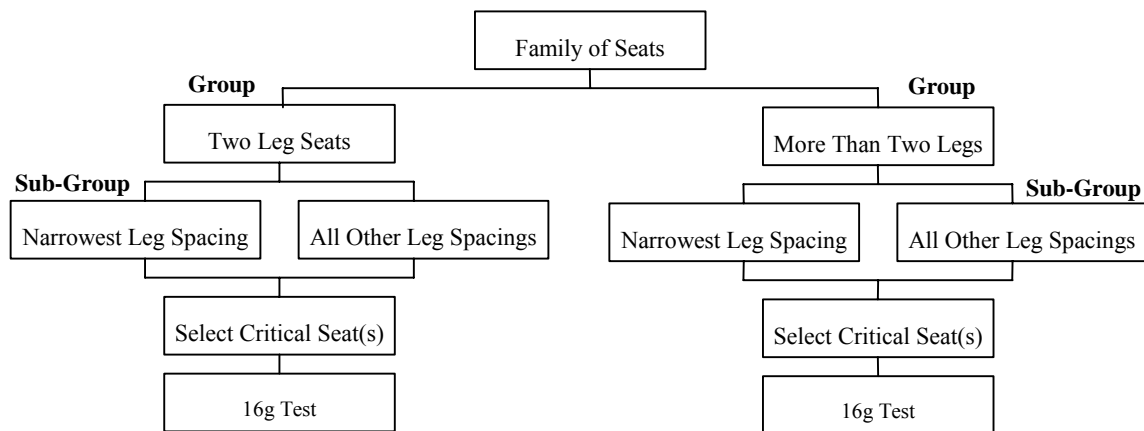 Family of Seats
Group
Group
Two Leg Seats
More Than Two Legs
Sub-Group
Sub-Group
Narrowest Leg Spacing
All Other Leg Spacings
Narrowest Leg Spacing
All Other Leg Spacings
Select Critical Seat(s)
Select Critical Seat(s)
16g Test
16g Test